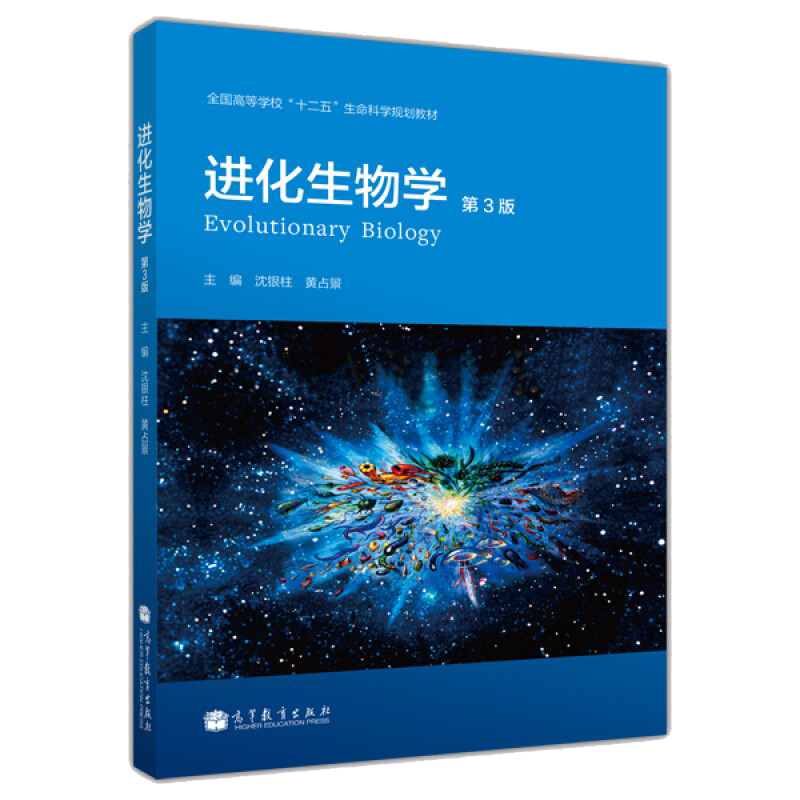 全国高等学校“十二五”生命科学规划教材
进化生物学 第3版
Evolutionary Biology
主 编 沈银柱 黄占景
高等教育出版社
HIGHER EDUCATION PRESS
进化生物学 第3版 主 编 沈银柱 黄占景
高等教育出版社
HIGHER EDUCATION PRESS